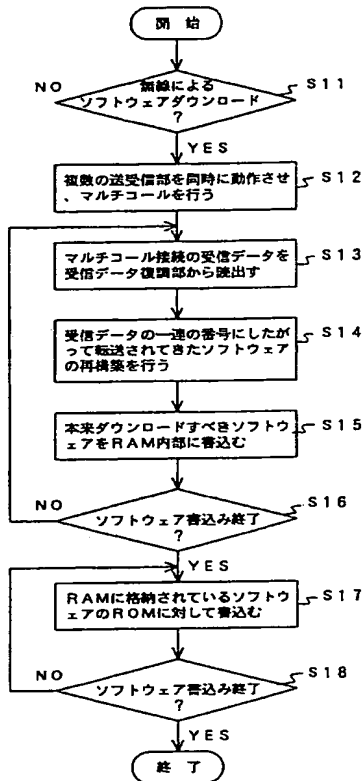 開 始
無線による
ソフトウェアダウンロード
?
S11
NO
YES
複数の送受信部を同時に動作させ
、マルチコールを行う
S12
マルチコール接続の受信データを
受信データ復調部から読出す
S13
受信データの一連の番号にしたが
って転送されてきたソフトウェア
の再構築を行う
S14
本来ダウンロードすべきソフト
ウェアをRAM内部に書込む
S15
ソフトウェア書込み終了
?
S16
NO
YES
RAMに格納されているソフトウ
ェアのROMに対して書込む
S17
ソフトウェア書込み終了
?
S18
NO
YES
終 了